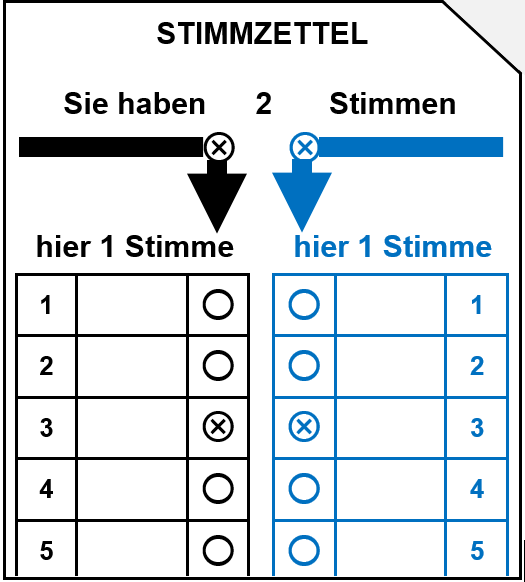 STIMMZETTEL
Sie haben 2 Stimmen
hier 1 Stimme hier 1 Stimme
1 1
2 2
3 3
4 4
5 5